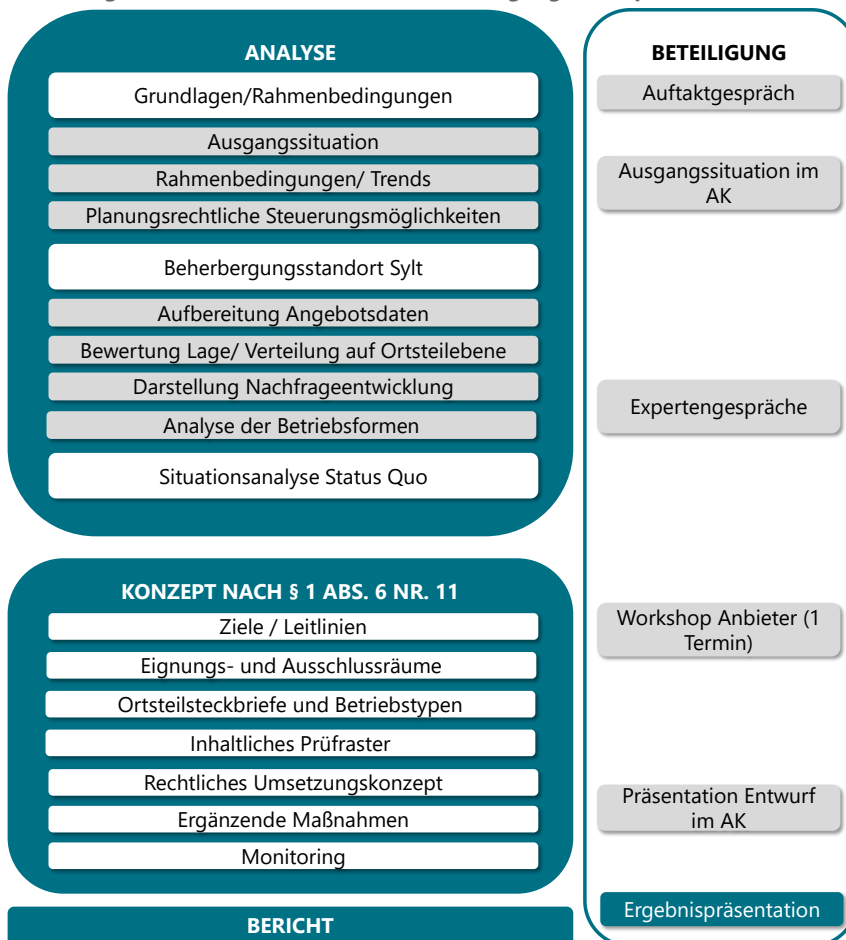 ANALYSE
Grundlagen/Rahmenbedingungen
Ausgangssituation
Rahmenbedingungen/ Trends
Planungsrechtliche Steuerungsmöglichkeiten
Beherbergungsstandort Sylt
Aufbereitung Angebotsdaten
Bewertung Lage/ Verteilung auf Ortsteilebene
Darstellung Nachfrageentwicklung
Analyse der Betriebsformen
Situationsanalyse Status Quo
KONZEPT NACH § 1 ABS. 6 NR. 11
Ziele / Leitlinien
Eignungs- und Ausschlussräume
Ortsteilsteckbriefe und Betriebstypen
Inhaltliches Prüfraster
Rechtliches Umsetzungskonzept
Ergänzende Maßnahmen
Monitoring
BERICHT
BETEILIGUNG
Auftaktgespräch
Ausgangssituation im
AK
Expertengespräche
Workshop Anbieter (1
Termin)
Präsentation Entwurf
im AK
Ergebnispräsentation